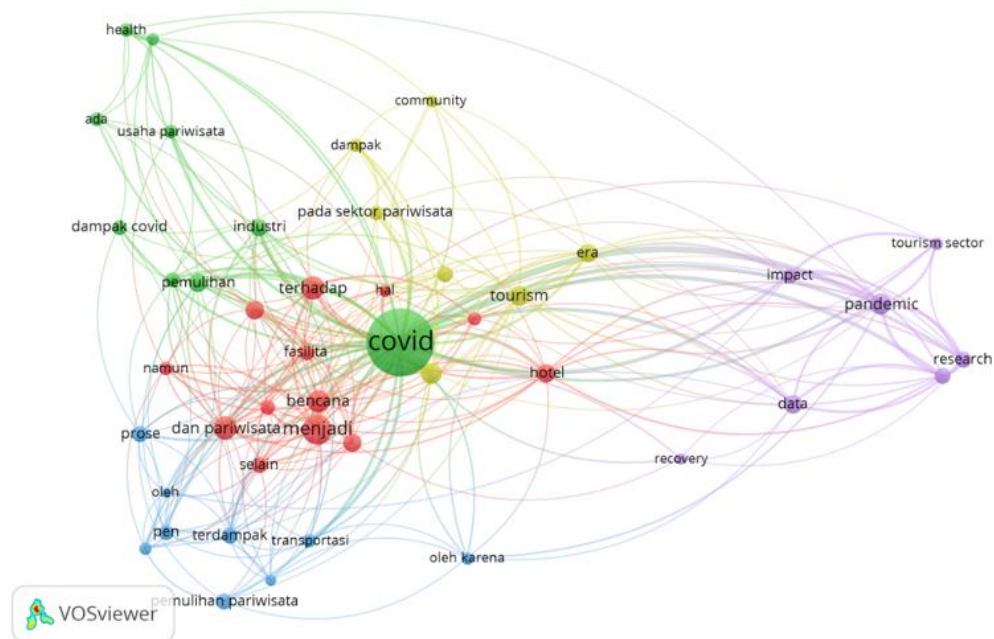 health
community
ada
usaha pariwisata
dampak
pada sektor pariwisata
dampak covid
industri
era
tourism sector
impact
pemulihan
terhadap
hal
tourism
pandemic
covid
fasilita
research
namun
hotel
bencana
data
dan pariwisata
menjadi
prose
selain
recovery
oleh
pen
terdampak
transportasi
oleh karena
pemulihan pariwisata
VOSviewer